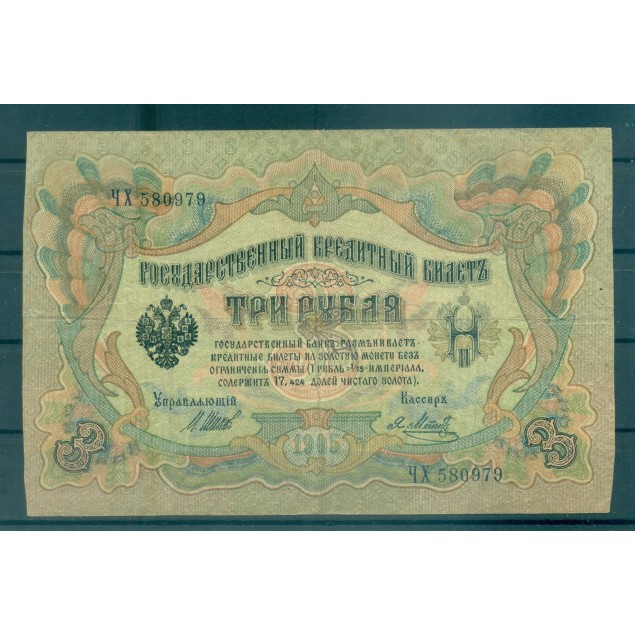 ЧХ 580979
ГОСУДАРСТВЕННЫЙ КРЕДИТНЫЙ БИЛЕТЪ
ТРИ РУБЛЯ
ГОСУДАРСТВЕННЫЙ БАНКЪ РАЗМѢНИВАЕТЪ
КРЕДИТНЫЕ БИЛЕТЫ НА ЗОЛОТУЮ МОНЕТУ БЕЗЪ
ОГРАНИЧЕНІЯ СУММЫ (1 РУБЛЬ = 1/15 ИМПЕРІАЛА,
СОДЕРЖИТЪ 17,424 ДОЛЕЙ ЧИСТАГО ЗОЛОТА).
Управляющій Кассиръ
1905
3 3
ЧХ 580979